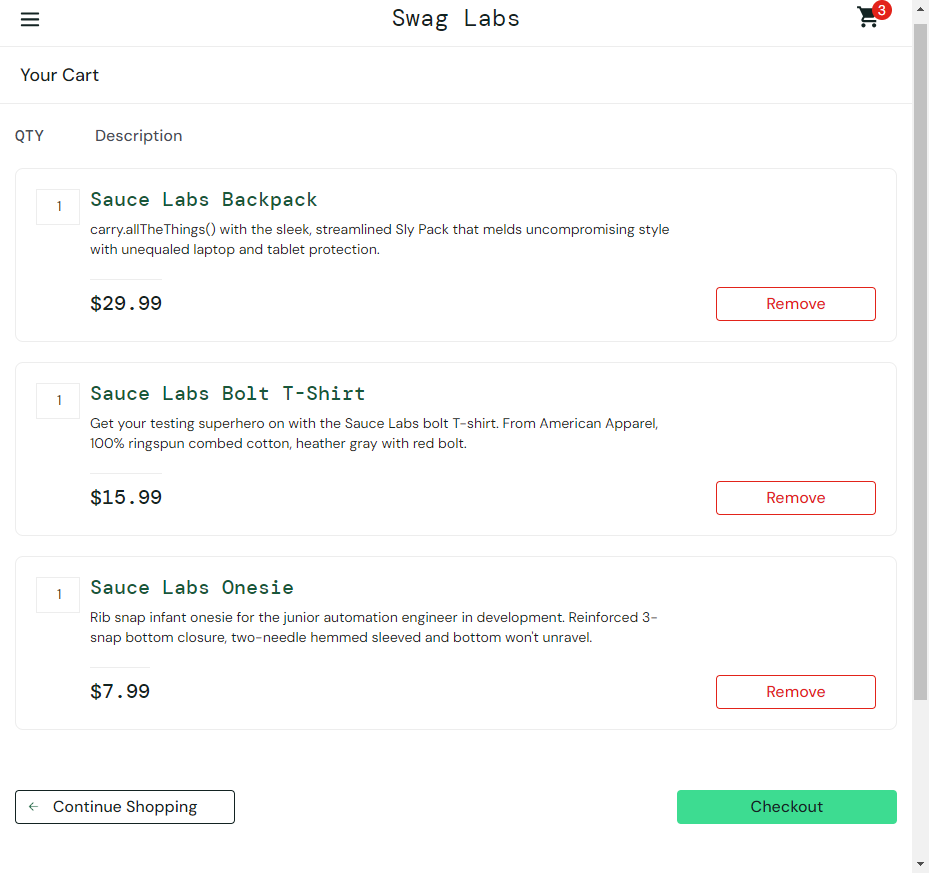 Swag Labs
3
Your Cart
QTY Description
1
Sauce Labs Backpack
carry.allTheThings() with the sleek, streamlined Sly Pack that melds uncompromising style
with unequaled laptop and tablet protection.
$29.99
Remove
1
Sauce Labs Bolt T-Shirt
Get your testing superhero on with the Sauce Labs bolt T-shirt. From American Apparel,
100% ringspun combed cotton, heather gray with red bolt.
$15.99
Remove
1
Sauce Labs Onesie
Rib snap infant onesie for the junior automation engineer in development. Reinforced 3-
snap bottom closure, two-needle hemmed sleeved and bottom won't unravel.
$7.99
Remove
Continue Shopping
Checkout